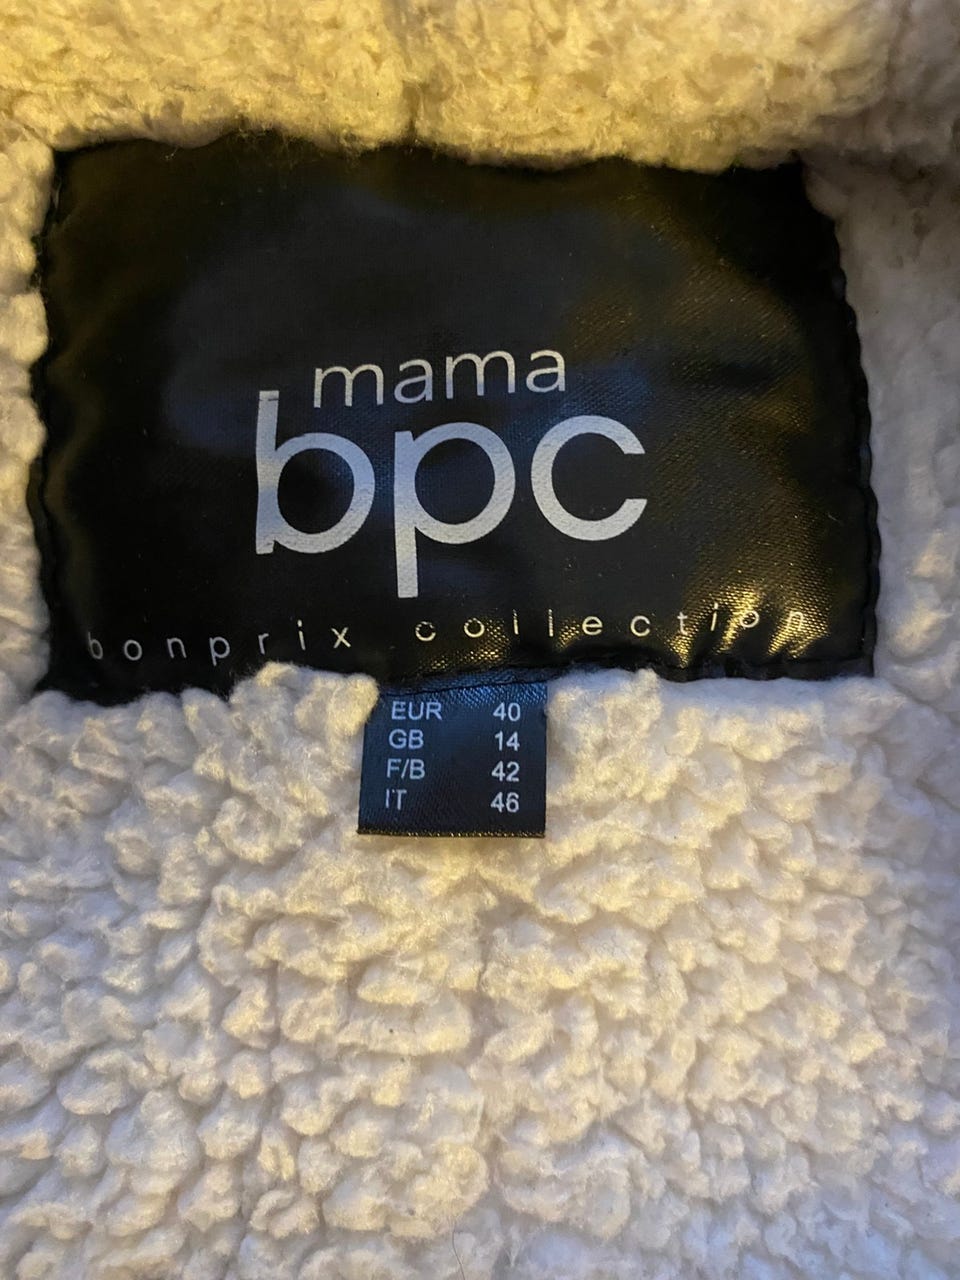 mama
bpc
bonprix collection
EUR 40
GB 14
F/B 42
IT 46